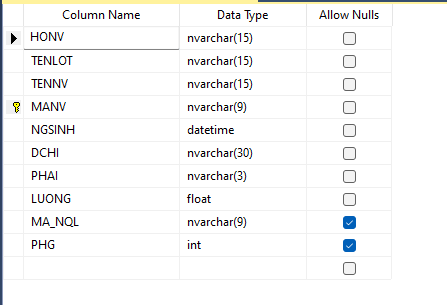 Column Name Data Type Allow Nulls
HONV nvarchar(15)
TENLOT nvarchar(15)
TENNV nvarchar(15)
MANV nvarchar(9)
NGSINH datetime
DCHI nvarchar(30)
PHAI nvarchar(3)
LUONG float
MA_NQL nvarchar(9)
PHG int